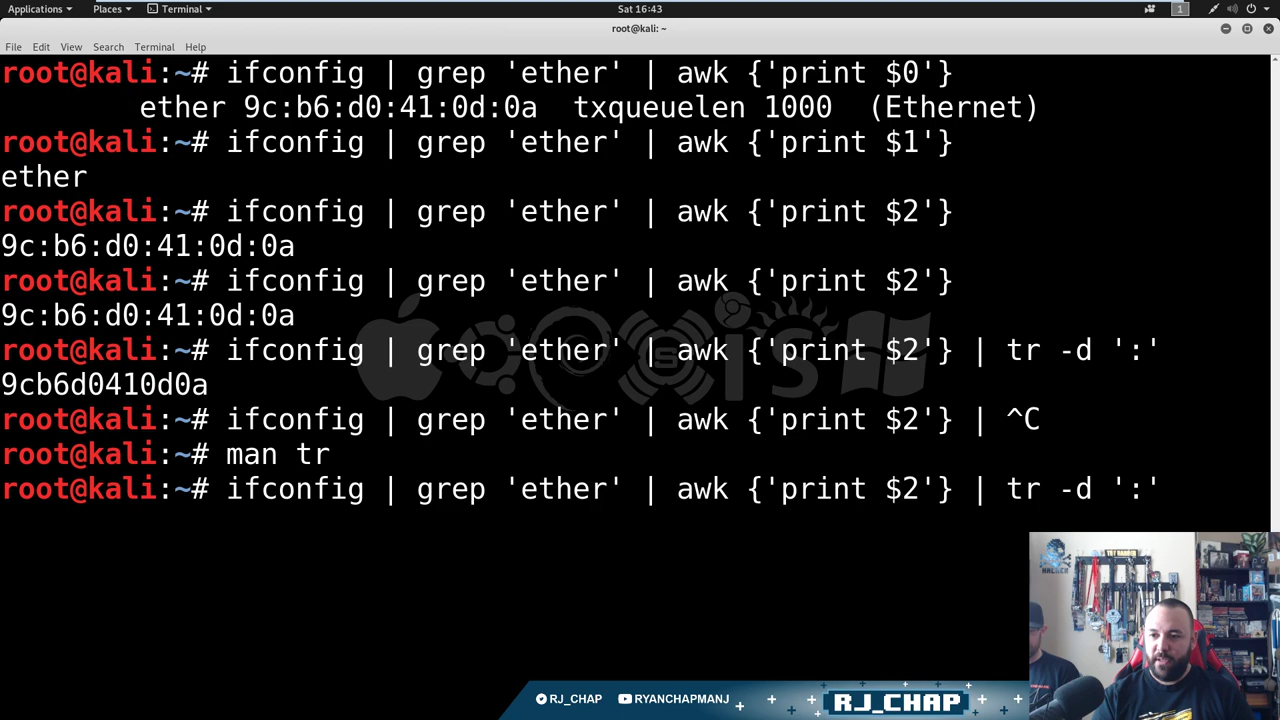 Applications Places Terminal Sat 16:43 1
root@kali: ~
File Edit View Search Terminal Help
root@kali:~# ifconfig | grep 'ether' | awk {'print $0'}
ether 9c:b6:d0:41:0d:0a txqueuelen 1000 (Ethernet)
root@kali:~# ifconfig | grep 'ether' | awk {'print $1'}
ether
root@kali:~# ifconfig | grep 'ether' | awk {'print $2'}
9c:b6:d0:41:0d:0a
root@kali:~# ifconfig | grep 'ether' | awk {'print $2'}
9c:b6:d0:41:0d:0a
root@kali:~# ifconfig | grep 'ether' | awk {'print $2'} | tr -d ':'
9cb6d0410d0a
root@kali:~# ifconfig | grep 'ether' | awk {'print $2'} | ^C
root@kali:~# man tr
root@kali:~# ifconfig | grep 'ether' | awk {'print $2'} | tr -d ':'
RJ_CHAP RYANCHAPMANJ RJ_CHAP